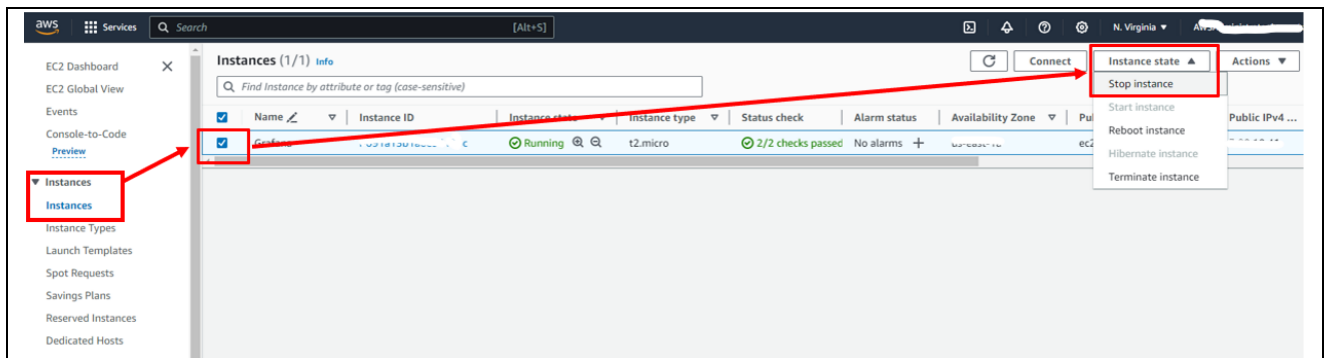 aws Services Search [Alt+S] N. Virginia ▼
EC2 Dashboard
EC2 Global View
Events
Console-to-Code
Preview
▼ Instances
Instances
Instance Types
Launch Templates
Spot Requests
Savings Plans
Reserved Instances
Dedicated Hosts
Instances (1/1) Info
Connect Instance state ▲ Actions ▼
Find Instance by attribute or tag (case-sensitive)
Stop instance
Start instance
Reboot instance
Hibernate instance
Terminate instance
Name Instance ID Instance state Instance type Status check Alarm status Availability Zone Public IPv4 ...
Grafana Running t2.micro 2/2 checks passed No alarms + ec2